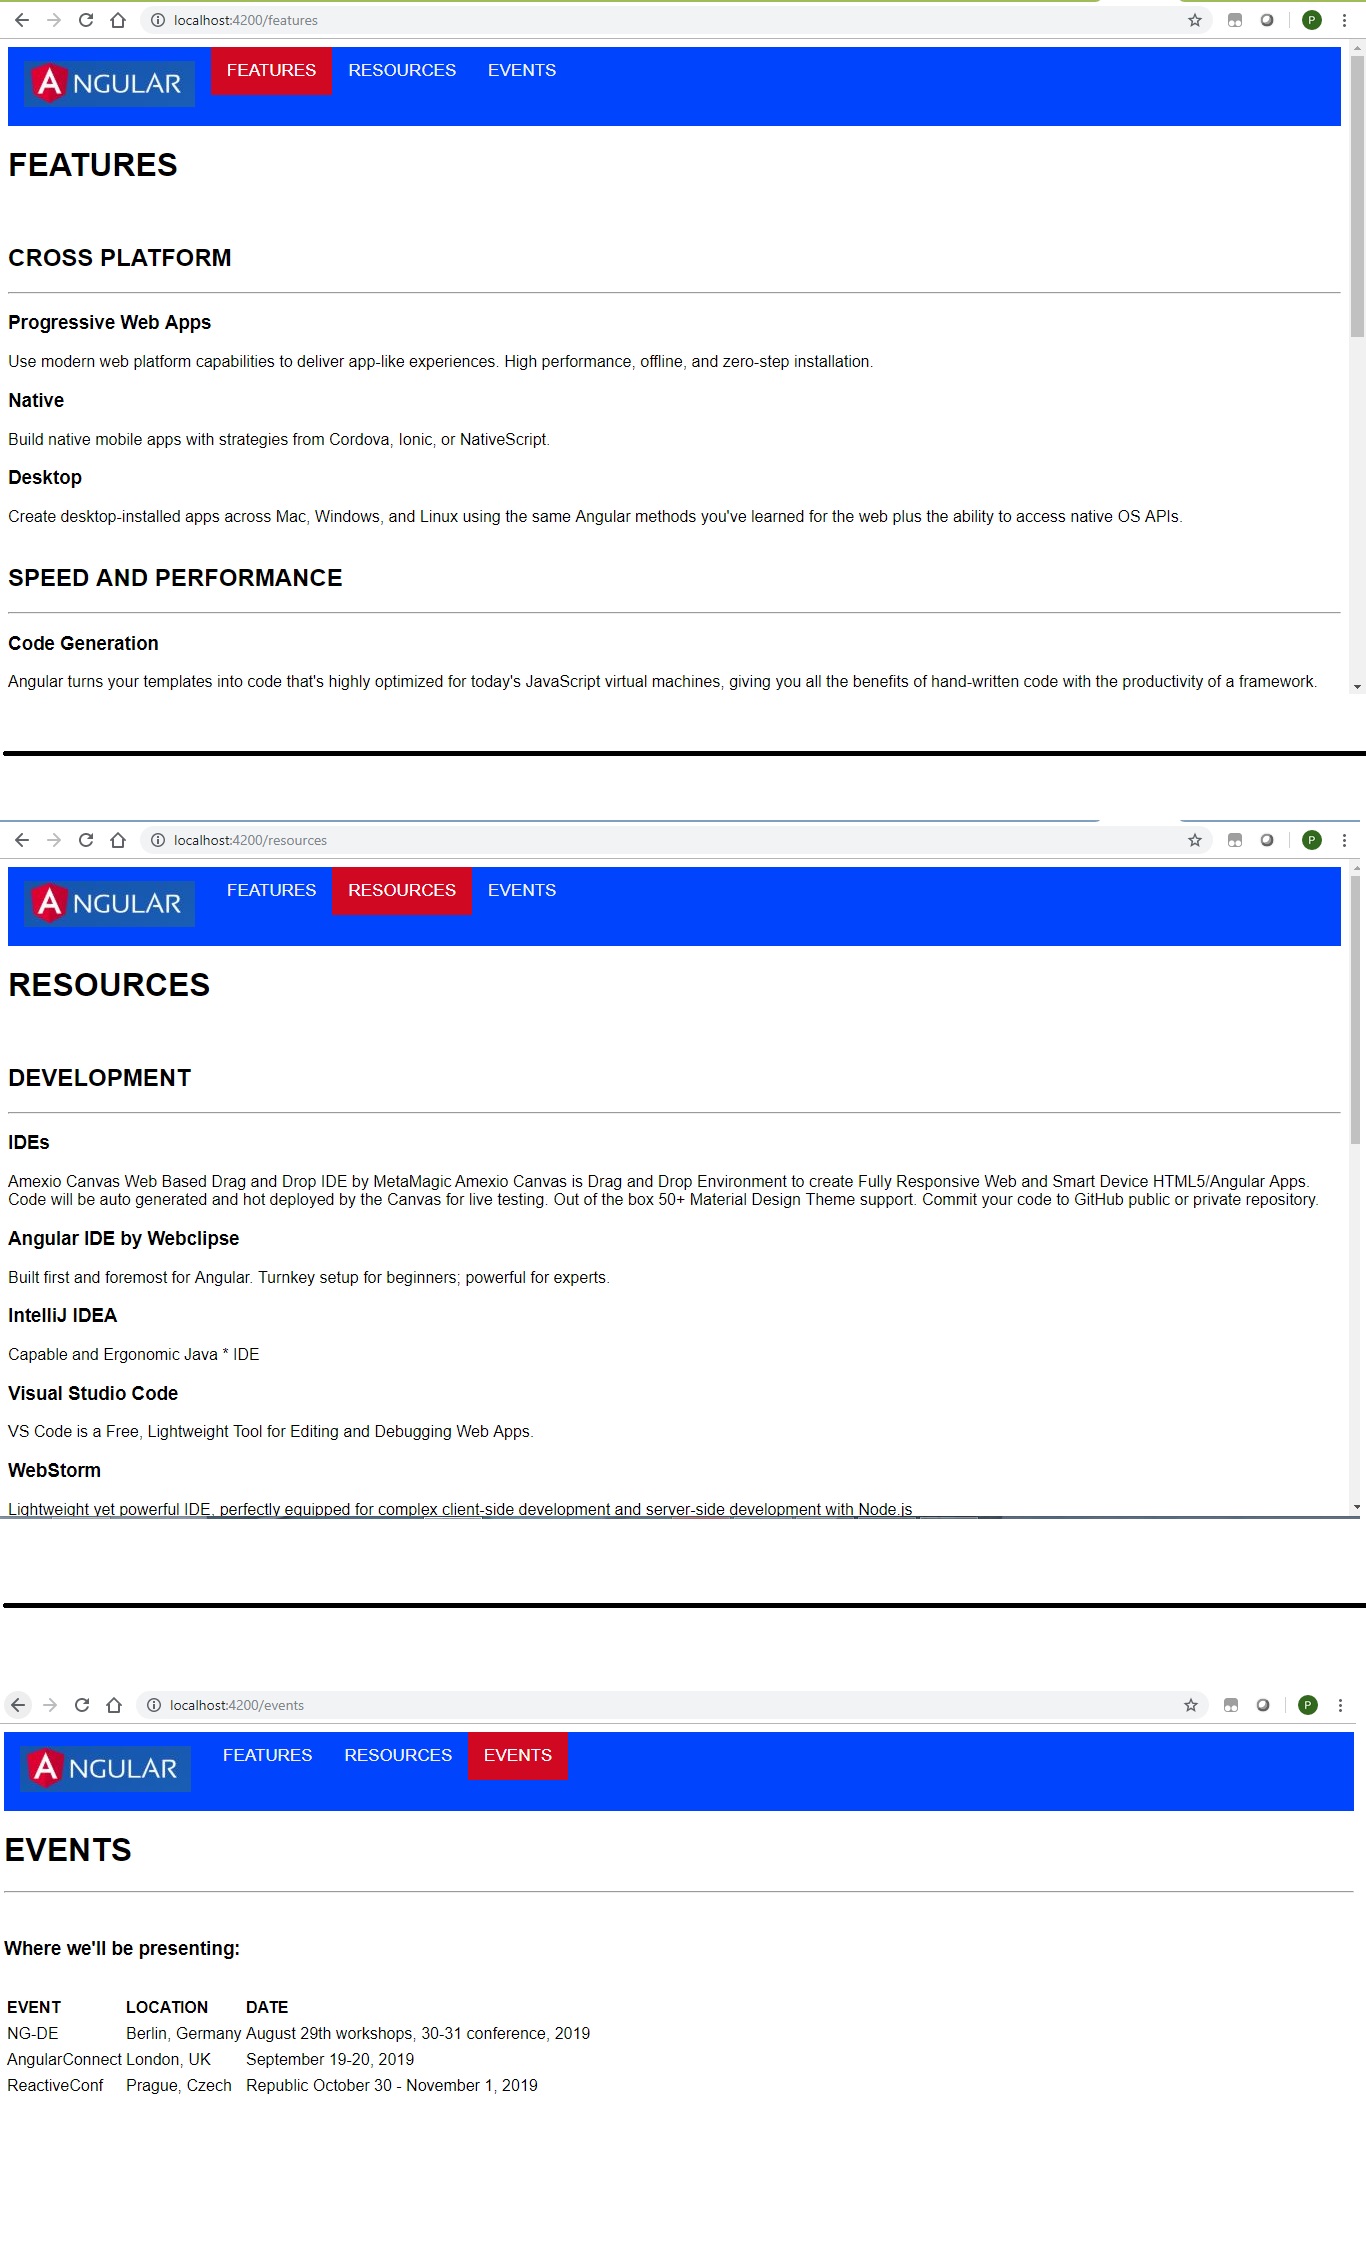 localhost:4200/features
ANGULAR FEATURES RESOURCES EVENTS
FEATURES
CROSS PLATFORM
Progressive Web Apps
Use modern web platform capabilities to deliver app-like experiences. High performance, offline, and zero-step installation.
Native
Build native mobile apps with strategies from Cordova, Ionic, or NativeScript.
Desktop
Create desktop-installed apps across Mac, Windows, and Linux using the same Angular methods you've learned for the web plus the ability to access native OS APIs.
SPEED AND PERFORMANCE
Code Generation
Angular turns your templates into code that's highly optimized for today's JavaScript virtual machines, giving you all the benefits of hand-written code with the productivity of a framework.
localhost:4200/resources
ANGULAR FEATURES RESOURCES EVENTS
RESOURCES
DEVELOPMENT
IDEs
Amexio Canvas Web Based Drag and Drop IDE by MetaMagic Amexio Canvas is Drag and Drop Environment to create Fully Responsive Web and Smart Device HTML5/Angular Apps.
Code will be auto generated and hot deployed by the Canvas for live testing. Out of the box 50+ Material Design Theme support. Commit your code to GitHub public or private repository.
Angular IDE by Webclipse
Built first and foremost for Angular. Turnkey setup for beginners; powerful for experts.
IntelliJ IDEA
Capable and Ergonomic Java * IDE
Visual Studio Code
VS Code is a Free, Lightweight Tool for Editing and Debugging Web Apps.
WebStorm
Lightweight yet powerful IDE, perfectly equipped for complex client-side development and server-side development with Node.js
localhost:4200/events
ANGULAR FEATURES RESOURCES EVENTS
EVENTS
Where we'll be presenting:
EVENT LOCATION DATE
NG-DE Berlin, Germany August 29th workshops, 30-31 conference, 2019
AngularConnect London, UK September 19-20, 2019
ReactiveConf Prague, Czech Republic October 30 - November 1, 2019